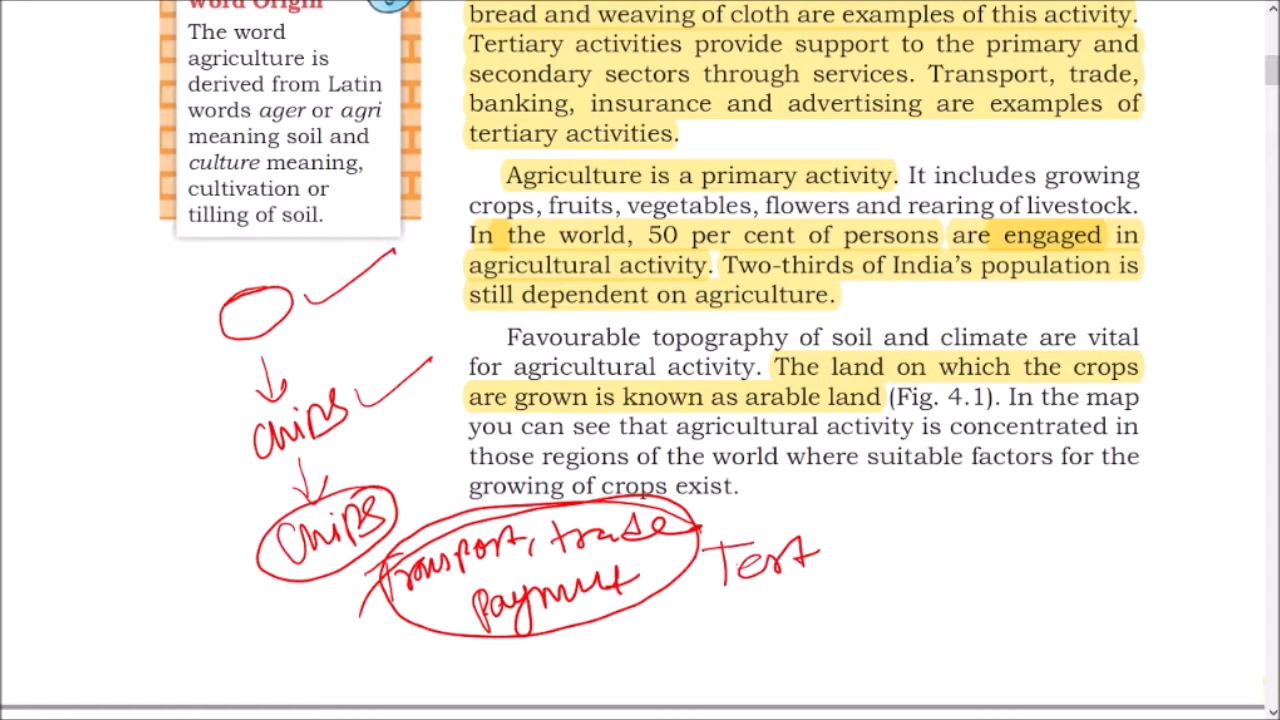 Word Origin
The word
agriculture is
derived from Latin
words ager or agri
meaning soil and
culture meaning,
cultivation or
tilling of soil.
bread and weaving of cloth are examples of this activity.
Tertiary activities provide support to the primary and
secondary sectors through services. Transport, trade,
banking, insurance and advertising are examples of
tertiary activities.
Agriculture is a primary activity. It includes growing
crops, fruits, vegetables, flowers and rearing of livestock.
In the world, 50 per cent of persons are engaged in
agricultural activity. Two-thirds of India's population is
still dependent on agriculture.
Favourable topography of soil and climate are vital
for agricultural activity. The land on which the crops
are grown is known as arable land (Fig. 4.1). In the map
you can see that agricultural activity is concentrated in
those regions of the world where suitable factors for the
growing of crops exist.
chips
chips
Transport, trade
payment
Tert